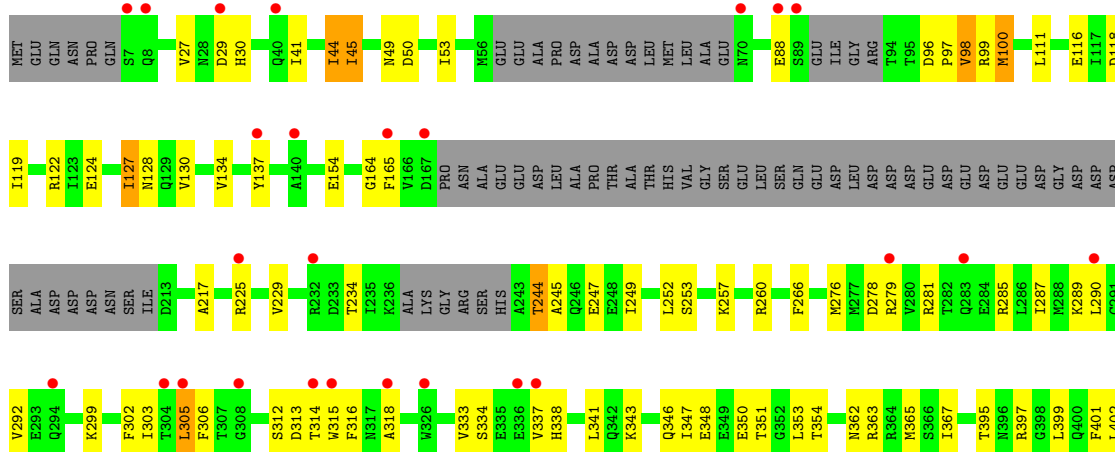 MET GLU GLN ASN PRO GLN S7 Q8 V27 N28 D29 H30 Q40 I41 I44 I45 N49 D50 I53 M56 GLU GLU ALA PRO ASP ALA ASP ASP LEU MET LEU ALA GLU N70 E88 S89 GLU ILE GLY ARG T94 T95 D96 P97 V98 R99 M100 L111 E116 I117 D118
I119 R122 I123 E124 I127 N128 Q129 V130 V134 Y137 A140 E154 G164 F165 V166 D167 PRO ASN ALA GLU GLU ASP LEU ALA PRO THR ALA THR HIS VAL GLY SER GLU LEU SER GLN GLU ASP LEU ASP ASP ASP GLU ASP GLU ASP GLU GLU ASP GLY ASP ASP ASP
SER ALA ASP ASP ASP ASN SER ILE D213 A217 R225 V229 R232 D233 T234 I235 K236 ALA LYS GLY ARG SER HIS A243 T244 A245 Q246 E247 E248 I249 L252 S253 K257 R260 F266 M276 M277 D278 R279 V280 R281 T282 Q283 E284 R285 L286 I287 M288 K289 L290 C291
V292 E293 Q294 K299 F302 I303 T304 L305 F306 T307 G308 S312 D313 T314 W315 F316 N317 A318 W326 V333 S334 E335 E336 V337 H338 L341 Q342 K343 Q346 I347 E348 E349 E350 T351 G352 L353 T354 N362 R363 R364 M365 S366 I367 T395 N396 R397 G398 L399 Q400 F401 L402